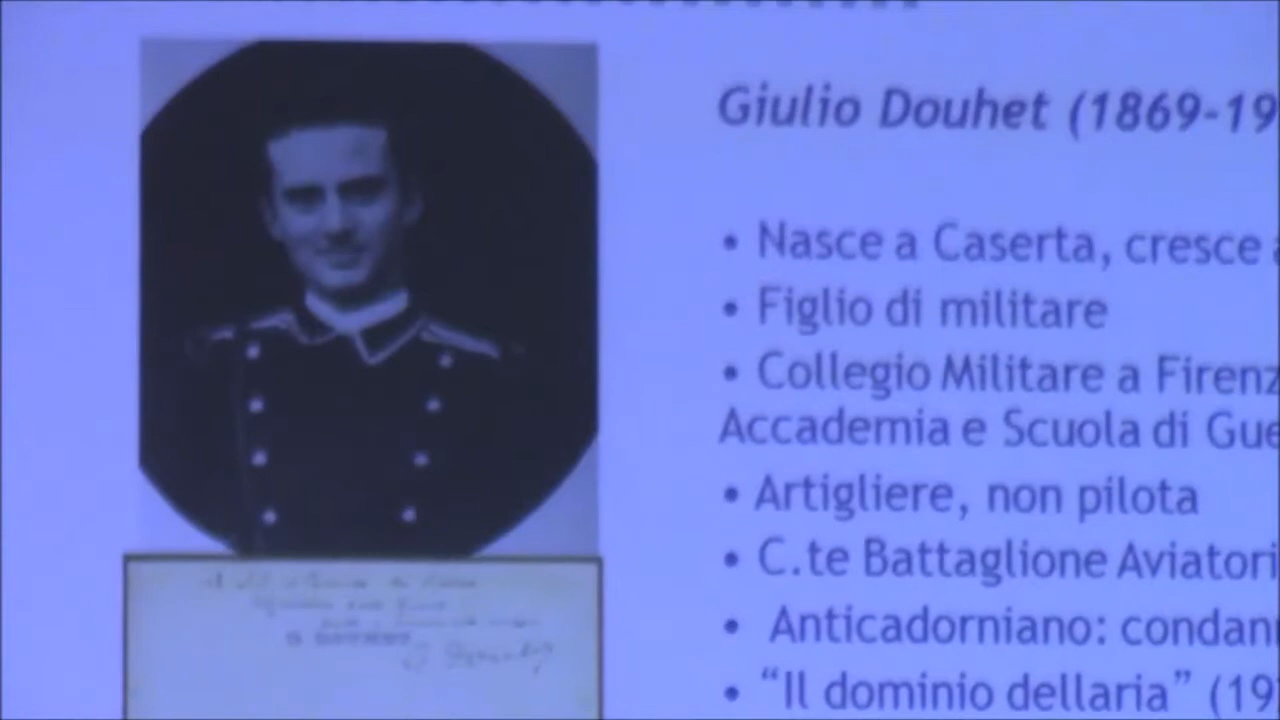 Giulio Douhet (1869-19
• Nasce a Caserta, cresce
• Figlio di militare
• Collegio Militare a Firenz
Accademia e Scuola di Gue
• Artigliere, non pilota
• C.te Battaglione Aviatori
• Anticadorniano: condan
• “Il dominio dellaria” (19